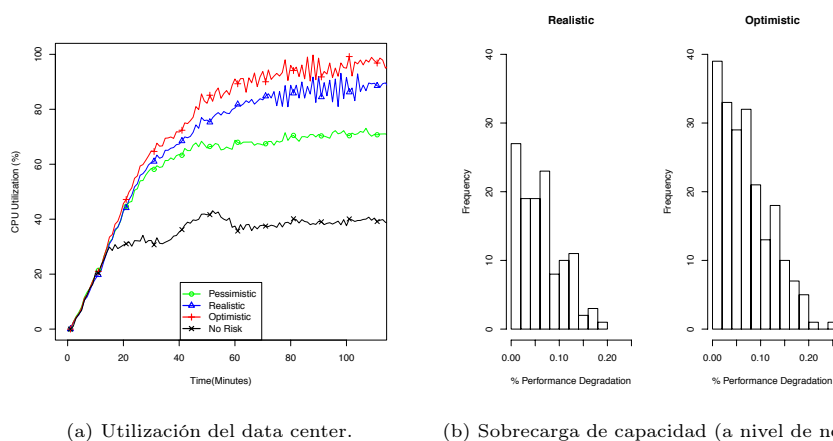 Realistic
Optimistic
CPU Utilization (%)
0
20
40
60
80
100
0
20
40
60
80
100
Time(Minutes)
Pessimistic
Realistic
Optimistic
No Risk
Frequency
0
10
20
30
40
0.00
0.10
0.20
% Performance Degradation
Frequency
0
10
20
30
40
0.00
0.10
0.20
% Performance Degradation
(a) Utilización del data center.
(b) Sobrecarga de capacidad (a nivel de